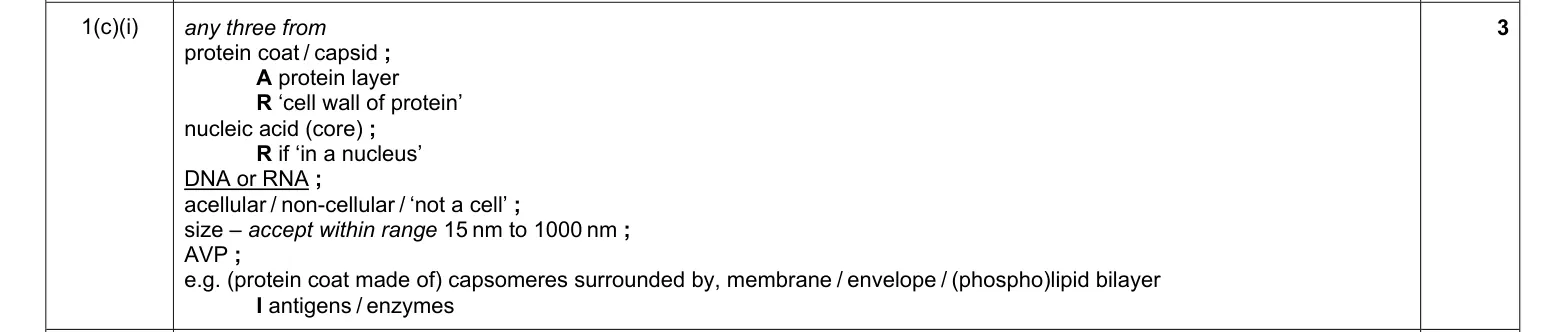 1(c)(i) any three from 3
protein coat / capsid ;
A protein layer
R ‘cell wall of protein’
nucleic acid (core) ;
R if ‘in a nucleus’
DNA or RNA ;
acellular / non-cellular / ‘not a cell’ ;
size – accept within range 15 nm to 1000 nm ;
AVP ;
e.g. (protein coat made of) capsomeres surrounded by, membrane / envelope / (phospho)lipid bilayer
I antigens / enzymes